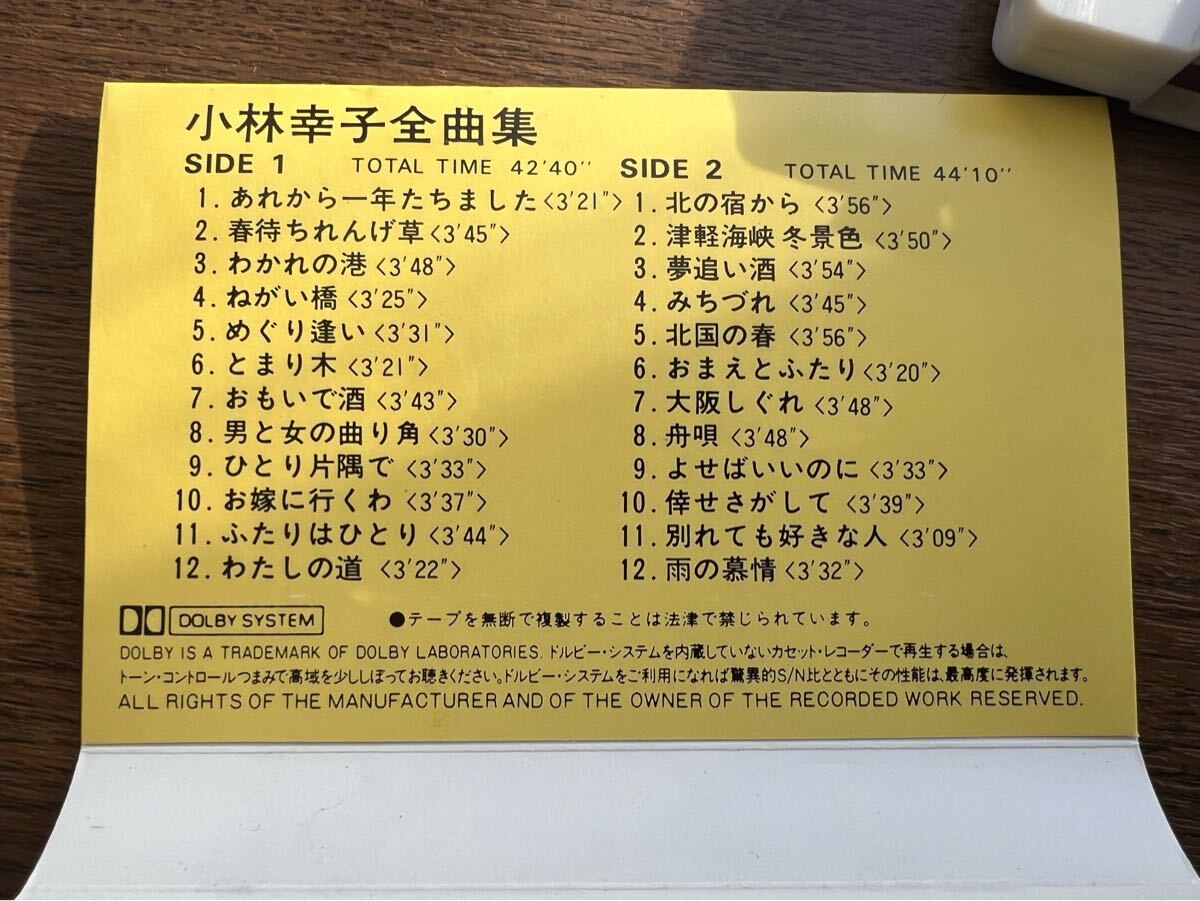 小林幸子全曲集
SIDE 1 TOTAL TIME 42'40''
1. あれから一年たちました〈3'21"〉
2. 春待ちれんげ草〈3'45"〉
3. わかれの港〈3'48"〉
4. ねがい橋〈3'25"〉
5. めぐり逢い〈3'31"〉
6. とまり木〈3'21"〉
7. おもいで酒〈3'43"〉
8. 男と女の曲り角〈3'30"〉
9. ひとり片隅で〈3'33"〉
10. お嫁に行くわ〈3'37"〉
11. ふたりはひとり〈3'44"〉
12. わたしの道〈3'22"〉
SIDE 2 TOTAL TIME 44'10''
1. 北の宿から〈3'56"〉
2. 津軽海峡 冬景色〈3'50"〉
3. 夢追い酒〈3'54"〉
4. みちづれ〈3'45"〉
5. 北国の春〈3'56"〉
6. おまえとふたり〈3'20"〉
7. 大阪しぐれ〈3'48"〉
8. 舟唄〈3'48"〉
9. よせばいいのに〈3'33"〉
10. 倖せさがして〈3'39"〉
11. 別れても好きな人〈3'09"〉
12. 雨の慕情〈3'32"〉
DOLBY SYSTEM ●テープを無断で複製することは法津で禁じられています。
DOLBY IS A TRADEMARK OF DOLBY LABORATORIES. ドルビー・システムを内蔵していないカセット・レコーダーで再生する場合は、
トーン・コントロールつまみで高域を少ししぼってお聴きください。ドルビー・システムをご利用になれば驚異的S/N比とともにその性能は、最高度に発揮されます。
ALL RIGHTS OF THE MANUFACTURER AND OF THE OWNER OF THE RECORDED WORK RESERVED.